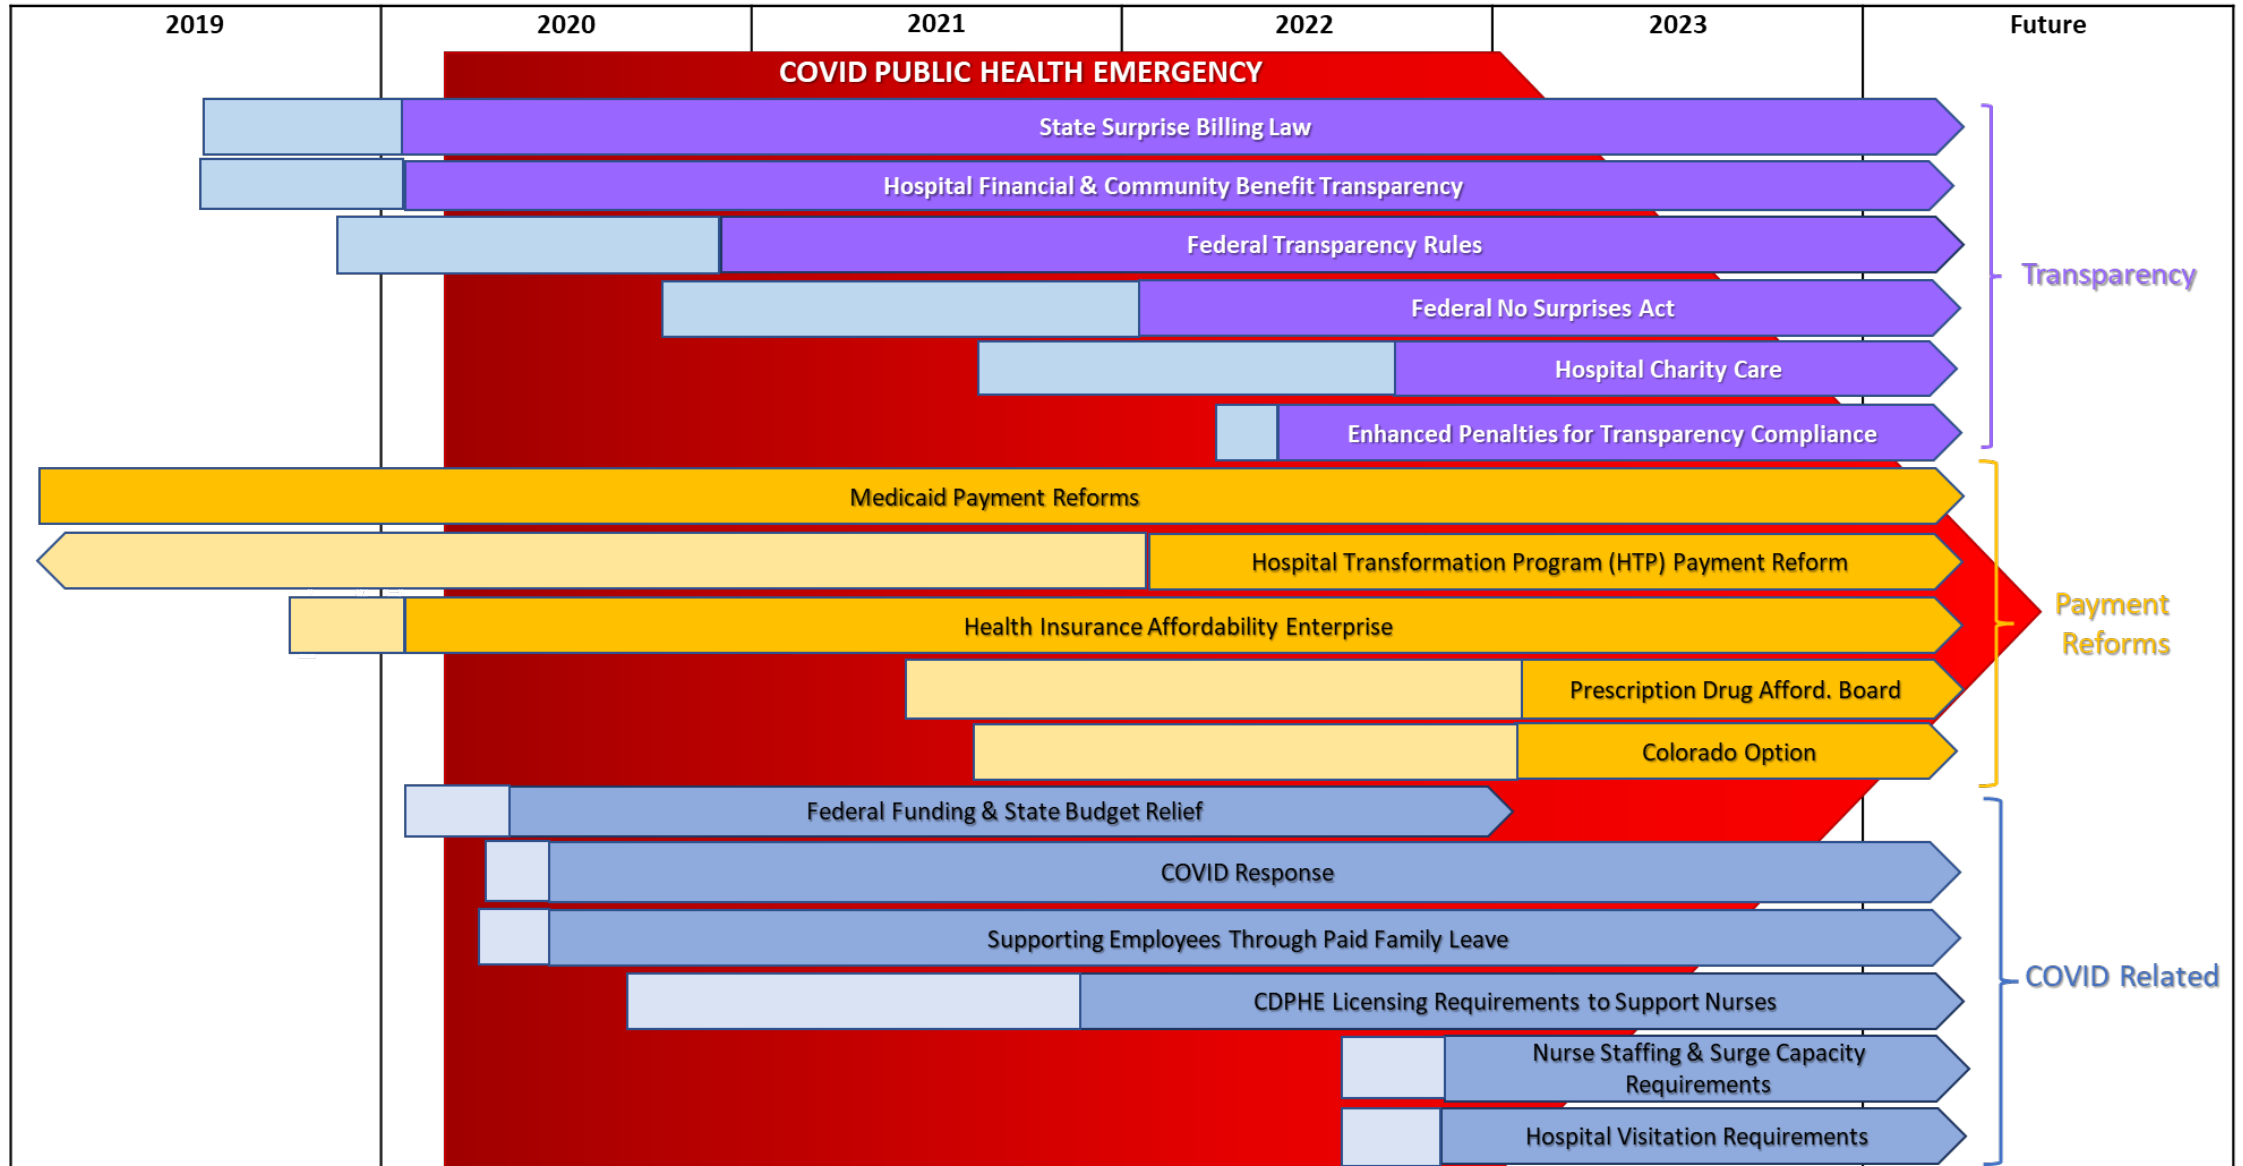 2019
2020
2021
2022
2023
Future
COVID PUBLIC HEALTH EMERGENCY
State Surprise Billing Law
Hospital Financial & Community Benefit Transparency
Federal Transparency Rules
Federal No Surprises Act
Hospital Charity Care
Enhanced Penalties for Transparency Compliance
Transparency
Medicaid Payment Reforms
Hospital Transformation Program (HTP) Payment Reform
Health Insurance Affordability Enterprise
Prescription Drug Afford. Board
Colorado Option
Payment
Reforms
Federal Funding & State Budget Relief
COVID Response
Supporting Employees Through Paid Family Leave
CDPHE Licensing Requirements to Support Nurses
Nurse Staffing & Surge Capacity
Requirements
Hospital Visitation Requirements
COVID Related